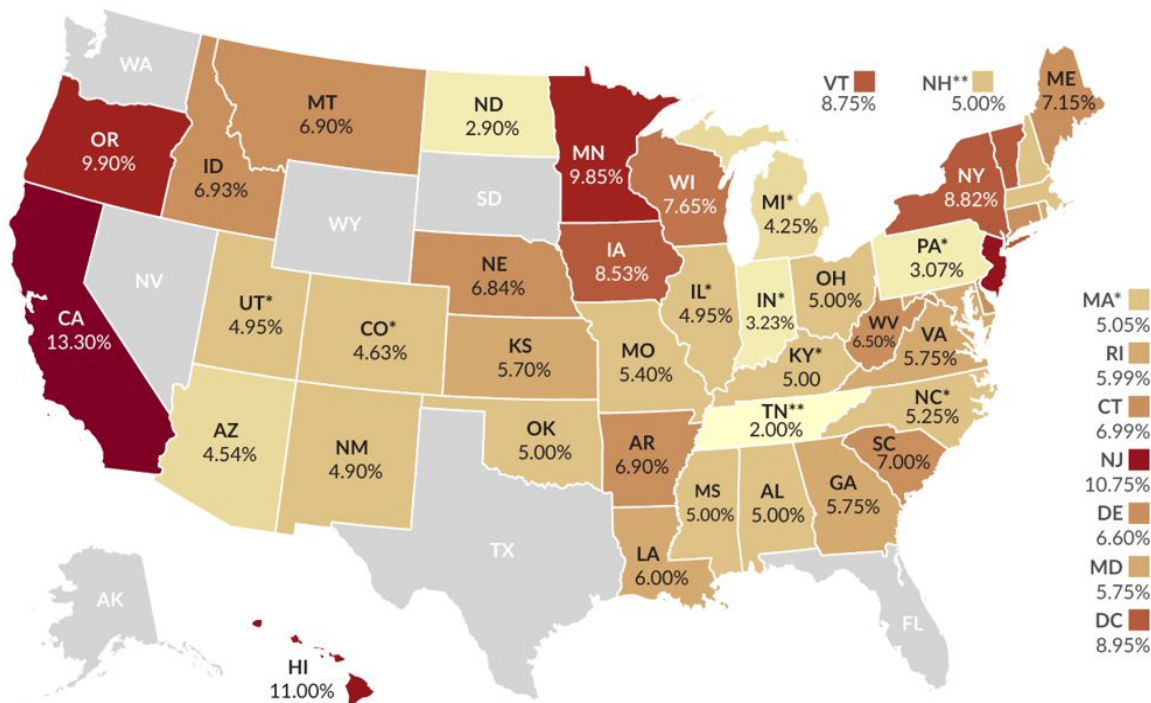 WA
MT
6.90%
ND
2.90%
VT
8.75%
NH**
5.00%
ME
7.15%
OR
9.90%
ID
6.93%
MN
9.85%
WI
7.65%
NY
8.82%
SD
WY
MI*
4.25%
PA*
3.07%
IA
8.53%
NE
6.84%
NV
UT*
4.95%
CO*
4.63%
IL*
4.95%
IN*
3.23%
OH
5.00%
WV
6.50%
VA
5.75%
CA
13.30%
KS
5.70%
MO
5.40%
KY*
5.00
NC*
5.25%
TN**
2.00%
AZ
4.54%
NM
4.90%
OK
5.00%
AR
6.90%
SC
7.00%
MS
5.00%
AL
5.00%
GA
5.75%
TX
LA
6.00%
FL
AK
HI
11.00%
MA*
5.05%
RI
5.99%
CT
6.99%
NJ
10.75%
DE
6.60%
MD
5.75%
DC
8.95%